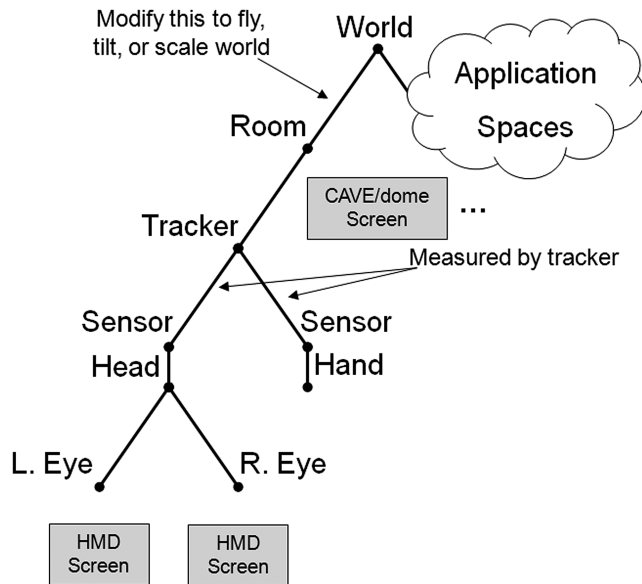 Modify this to fly,
tilt, or scale world
World
Application
Spaces
Room
CAVE/dome
Screen
...
Tracker
Measured by tracker
Sensor
Sensor
Head
Hand
L. Eye
R. Eye
HMD
Screen
HMD
Screen